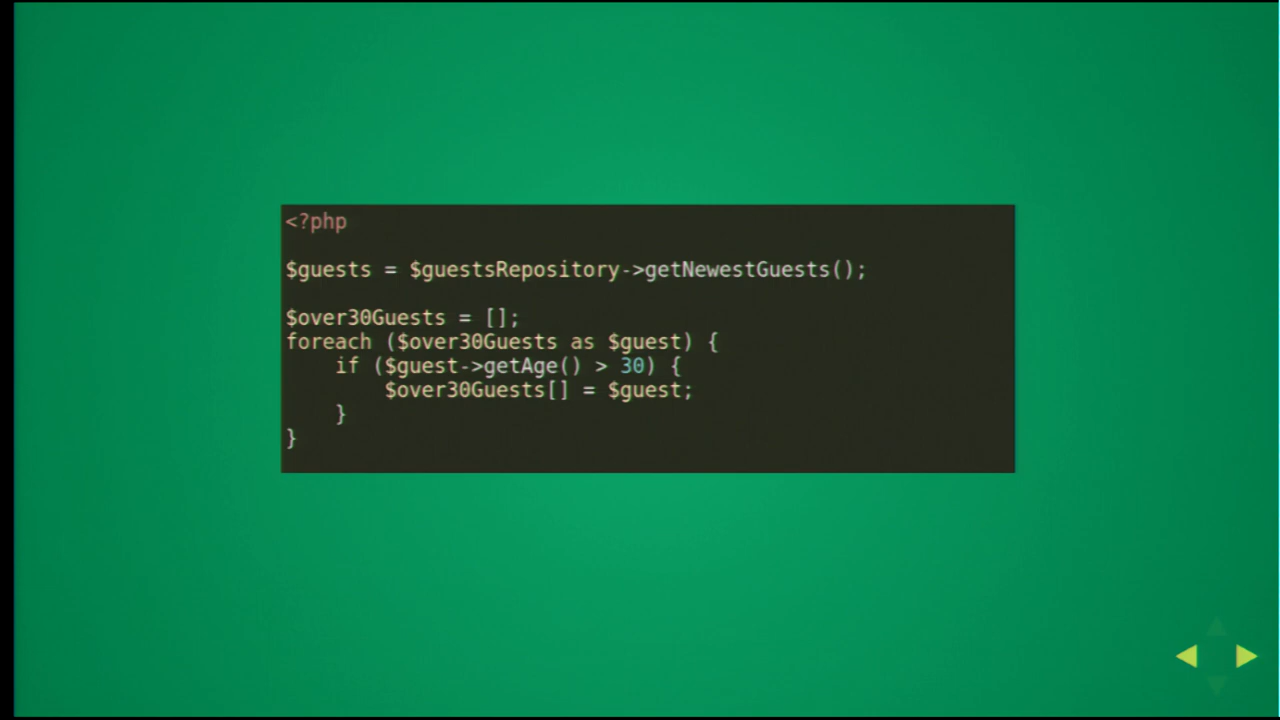 <?php
$guests = $guestsRepository->getNewestGuests();
$over30Guests = [];
foreach ($over30Guests as $guest) {
    if ($guest->getAge() > 30) {
        $over30Guests[] = $guest;
    }
}